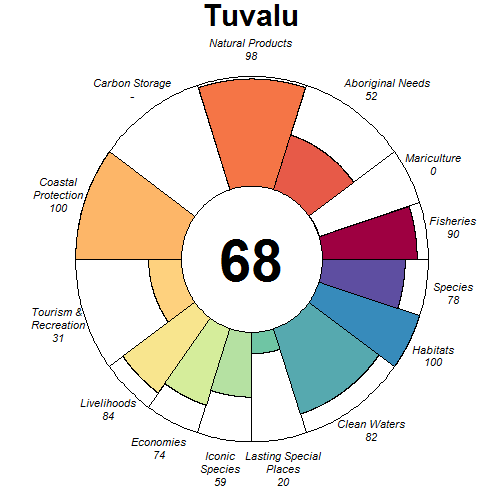 Tuvalu
Natural Products
98
Carbon Storage
-
Aboriginal Needs
52
Mariculture
0
Coastal
Protection
100
Fisheries
90
68
Species
78
Tourism &
Recreation
31
Habitats
100
Livelihoods
84
Clean Waters
82
Economies
74
Iconic
Species
59
Lasting Special
Places
20